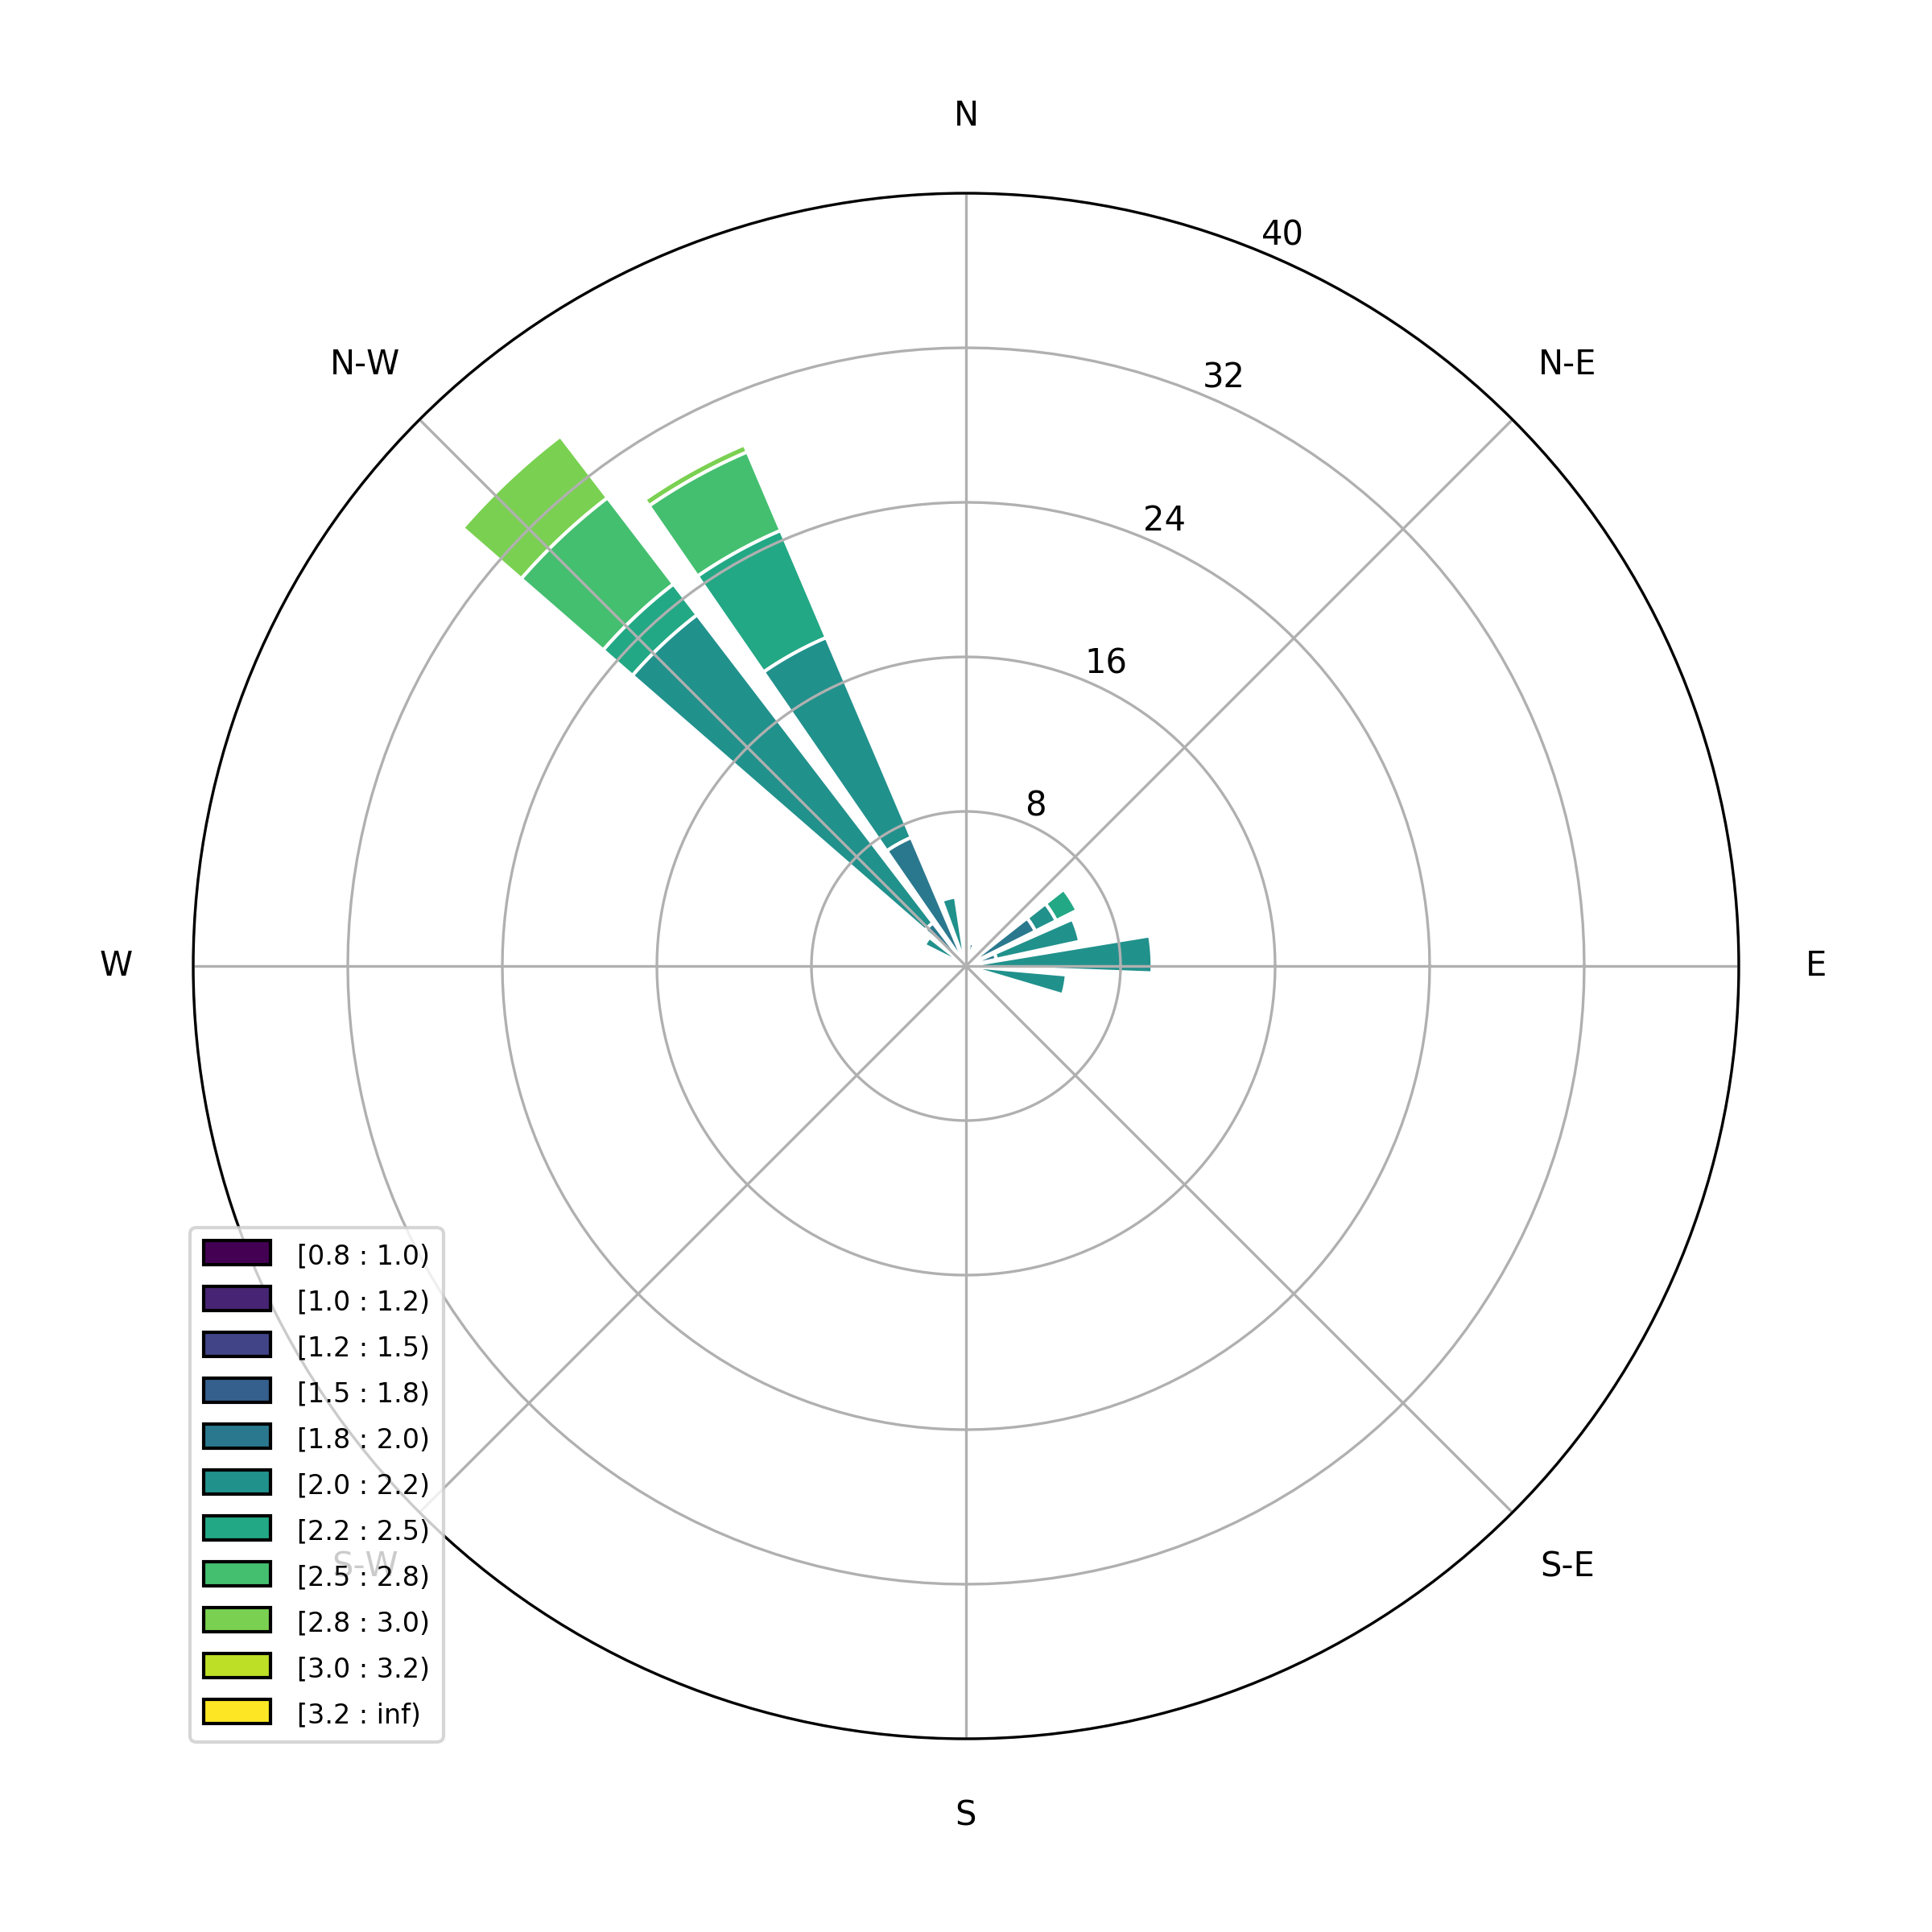 N
40
N-W
N-E
32
24
16
8
W
E
[0.8 : 1.0)
[1.0 : 1.2)
[1.2 : 1.5)
[1.5 : 1.8)
[1.8 : 2.0)
[2.0 : 2.2)
[2.2 : 2.5)
S-W
S-E
[2.5 : 2.8)
[2.8 : 3.0)
[3.0 : 3.2)
[3.2 : inf)
S